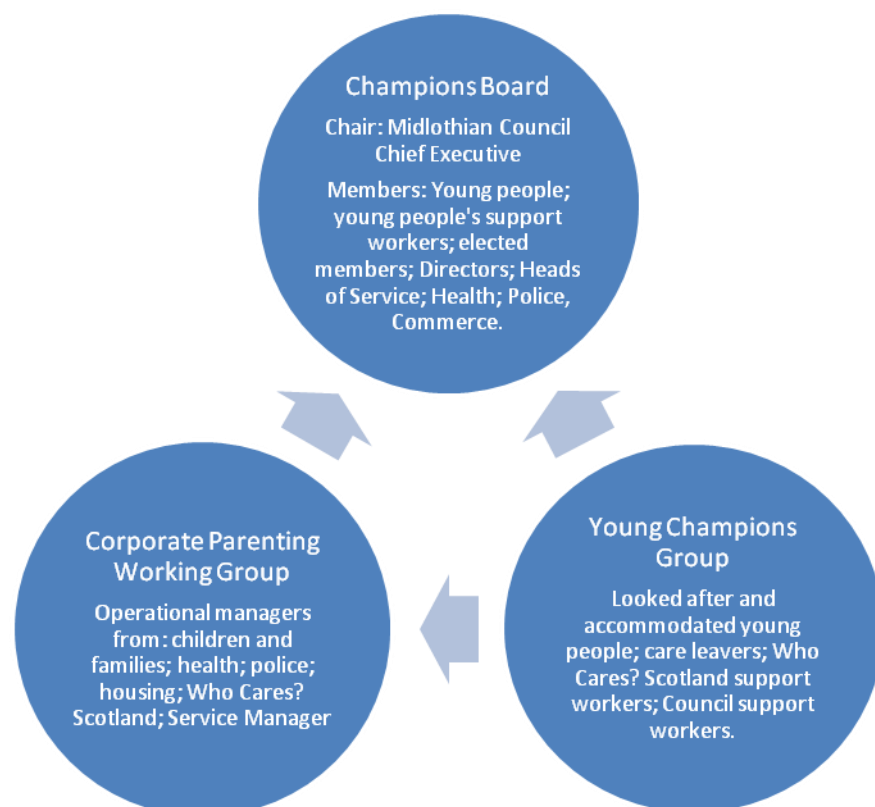 Champions Board
Chair: Midlothian Council
Chief Executive
Members: Young people;
young people's support
workers; elected
members; Directors; Heads
of Service; Health; Police,
Commerce.
Corporate Parenting
Working Group
Operational managers
from: children and
families; health; police;
housing; Who Cares?
Scotland; Service Manager
Young Champions
Group
Looked after and
accommodated young
people; care leavers; Who
Cares? Scotland support
workers; Council support
workers.